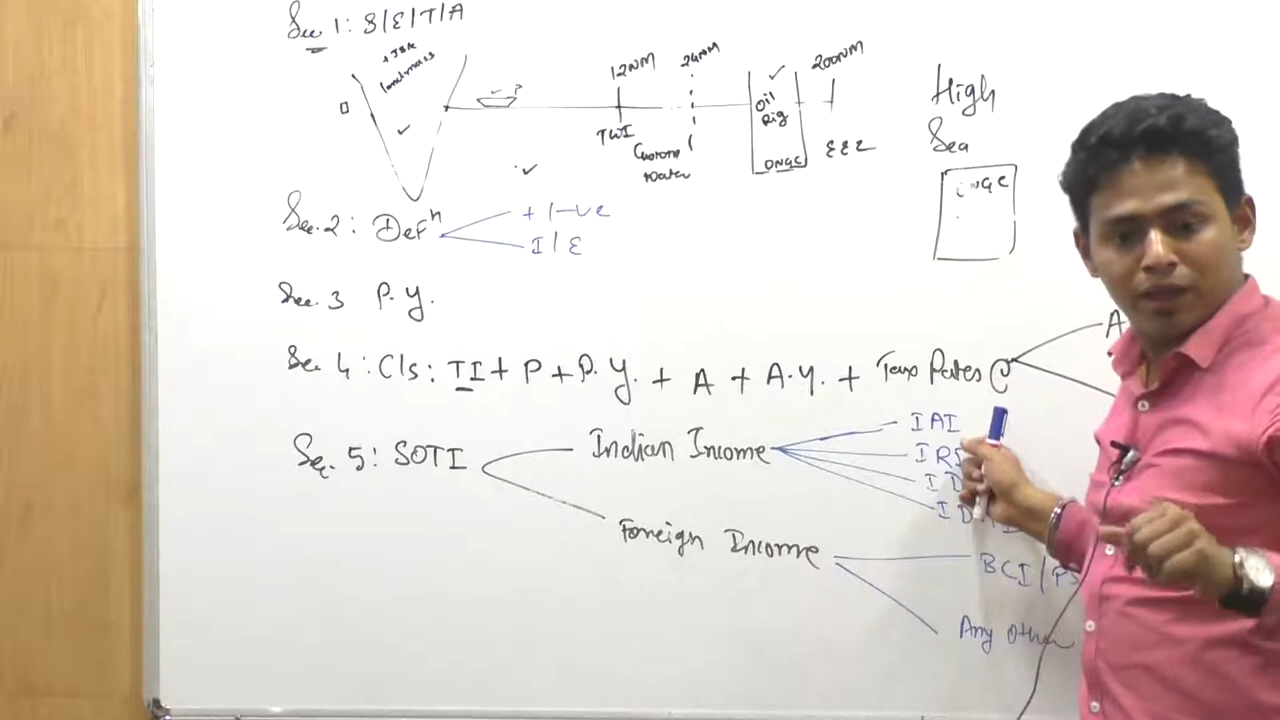 Sec 1: S/E/T/A
+ J&K
landmass
?
12NM
24NM
200NM
TWI
Customs
Water
Oil
Rig
ONGC
EEZ
High
Sea
ONGC
Sec. 2: Defn
+/-ve
I/E
Sec. 3 P.Y.
Sec 4: C/s: TI + P + P.Y. + A + A.Y. + Tax Rates @
A
Sec. 5: SOTI
Indian Income
IAI
Foreign Income
BCI/
Any Other